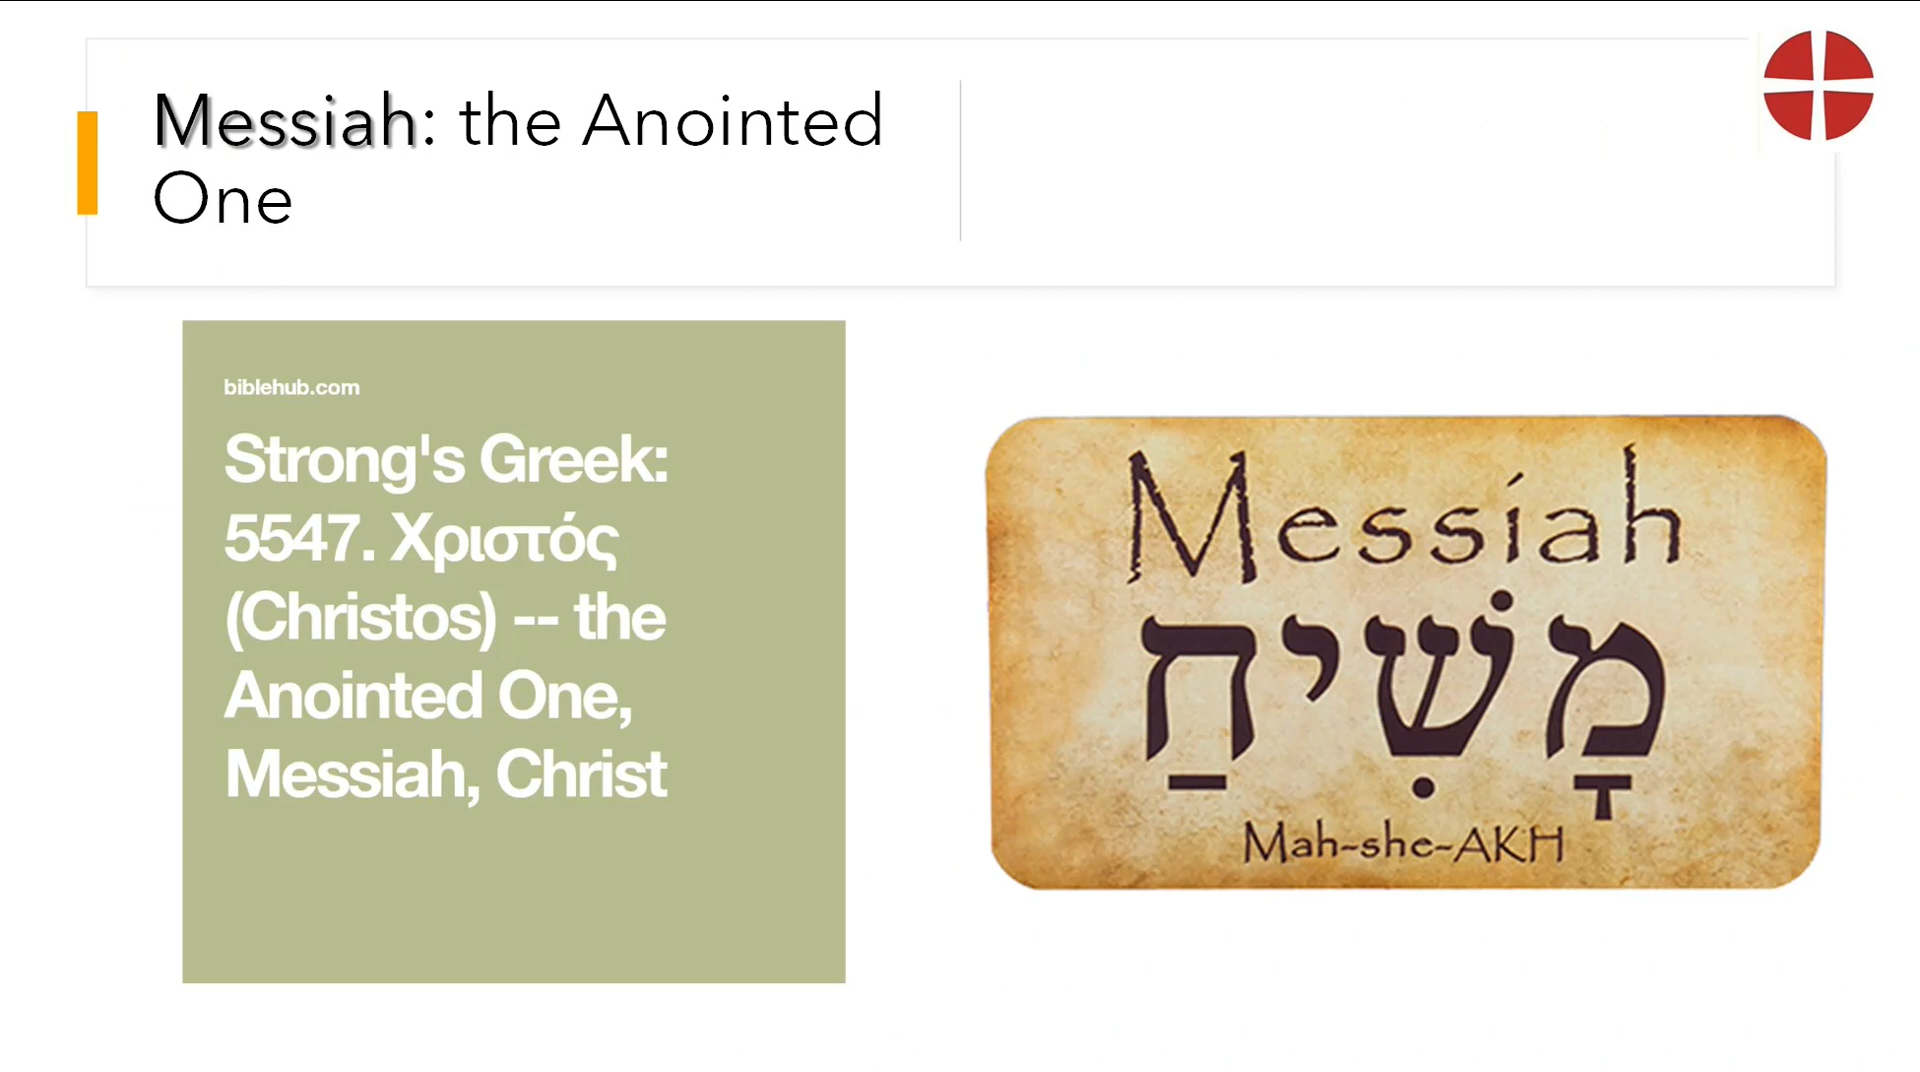 Messiah: the Anointed
One
biblehub.com
Strong's Greek:
5547. Χριστός
(Christos) -- the
Anointed One,
Messiah, Christ
Messiah
מָשִׁיחַ
Mah-she-AKH